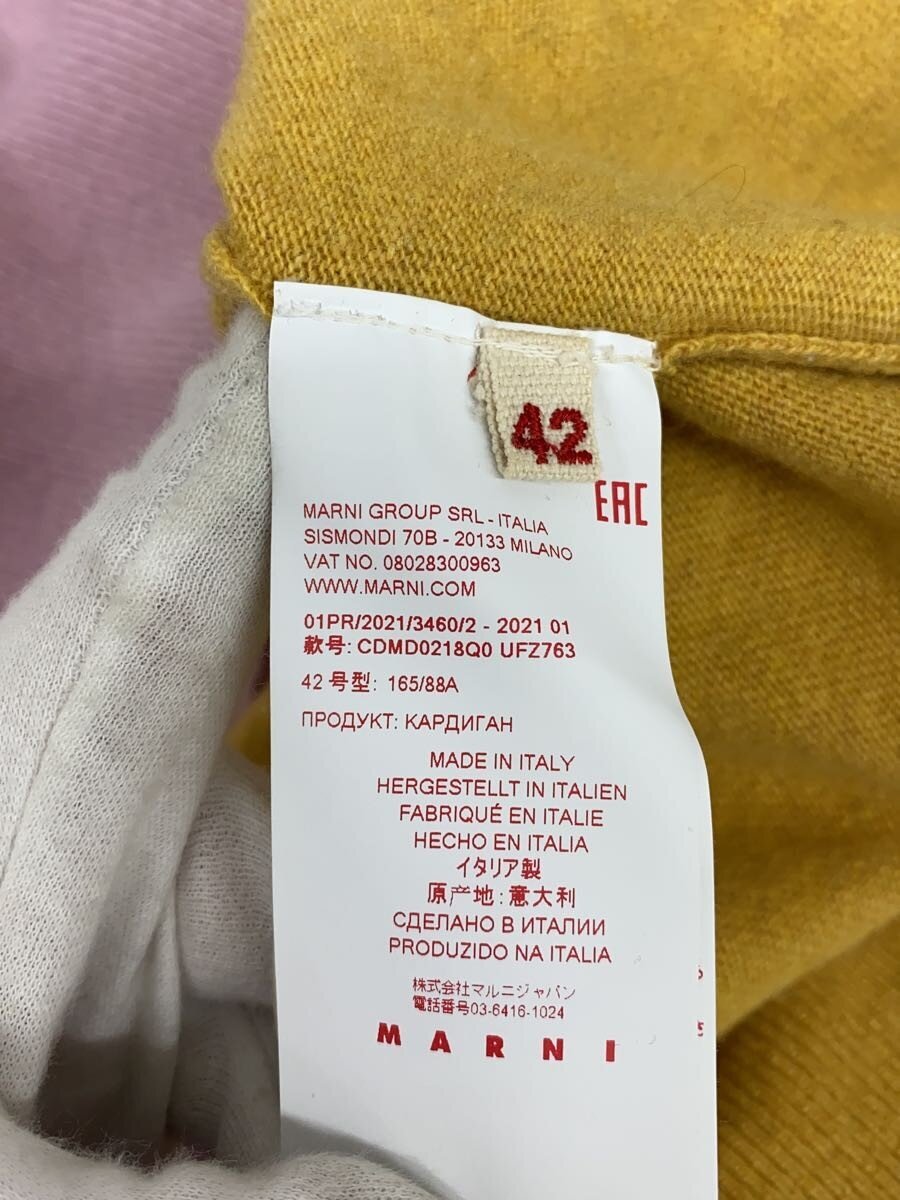 42
EAC
MARNI GROUP SRL - ITALIA
SISMONDI 70B - 20133 MILANO
VAT NO. 08028300963
WWW.MARNI.COM
01PR/2021/3460/2 - 2021 01
款号: CDMD0218Q0 UFZ763
42 号型: 165/88A
ПРОДУКТ: КАРДИГАН
MADE IN ITALY
HERGESTELLT IN ITALIEN
FABRIQUÉ EN ITALIE
HECHO EN ITALIA
イタリア製
原产地: 意大利
СДЕЛАНО В ИТАЛИИ
PRODUZIDO NA ITALIA
株式会社マルニジャパン
電話番号03-6416-1024
MARNI